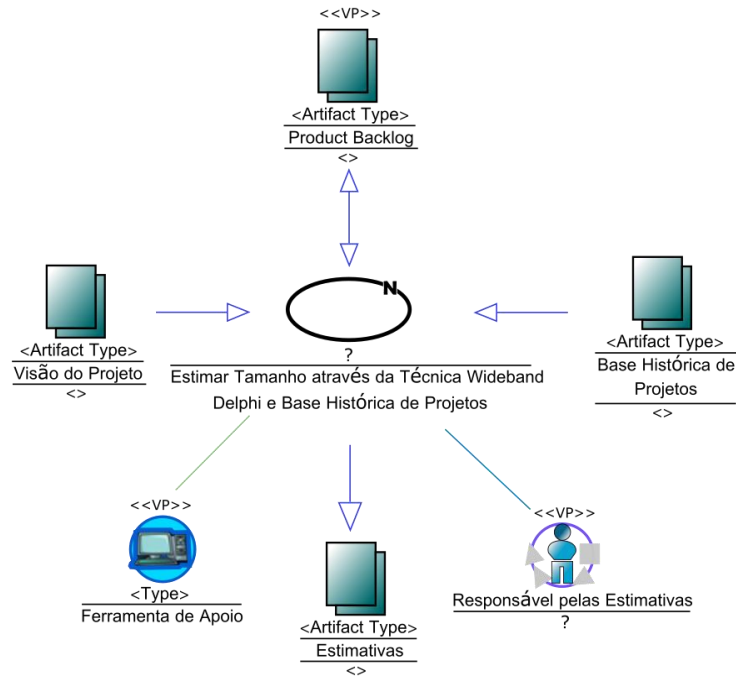 <<VP>>
<Artifact Type>
Product Backlog
<>
N
<Artifact Type>
Visão do Projeto
<>
?
Estimar Tamanho através da Técnica Wideband
Delphi e Base Histórica de Projetos
<Artifact Type>
Base Histórica de
Projetos
<>
<<VP>>
<Type>
Ferramenta de Apoio
<Artifact Type>
Estimativas
<>
<<VP>>
Responsável pelas Estimativas
?